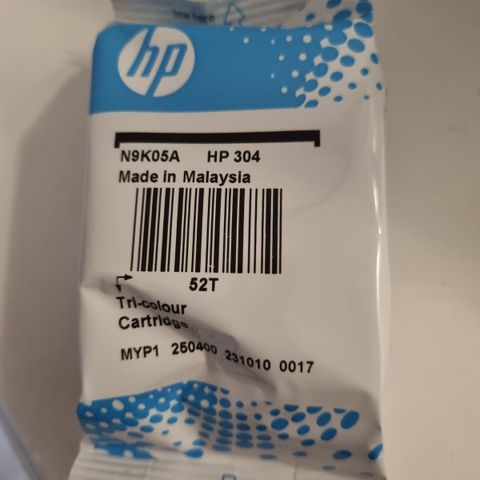 hp
N9K05A HP 304
Made in Malaysia
52T
Tri-colour
Cartridge
MYP1 250400 231010 0017